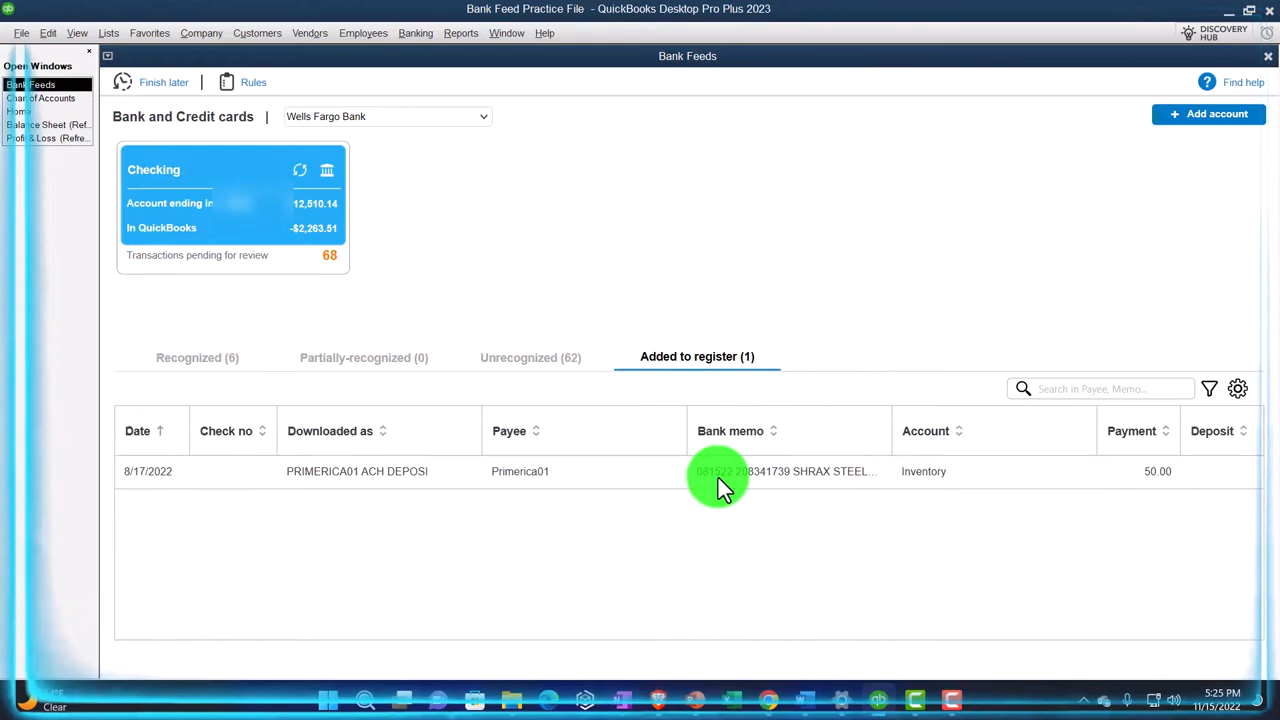 Bank Feed Practice File - QuickBooks Desktop Pro Plus 2023
File Edit View Lists Favorites Company Customers Vendors Employees Banking Reports Window Help
DISCOVERY HUB
Open Windows
Bank Feeds
Chart of Accounts
Home
Balance Sheet (Ref...
Profit & Loss (Refre...
Bank Feeds
Finish later | Rules
Find help
Bank and Credit cards | Wells Fargo Bank
+ Add account
Checking
Account ending in 12,510.14
In QuickBooks -$2,263.51
Transactions pending for review 68
Recognized (6) Partially-recognized (0) Unrecognized (62) Added to register (1)
Search in Payee, Memo...
Date Check no Downloaded as Payee Bank memo Account Payment Deposit
8/17/2022 PRIMERICA01 ACH DEPOSI Primerica01 081522 208341739 SHRAX STEEL... Inventory 50.00
Clear
5:25 PM
11/15/2022